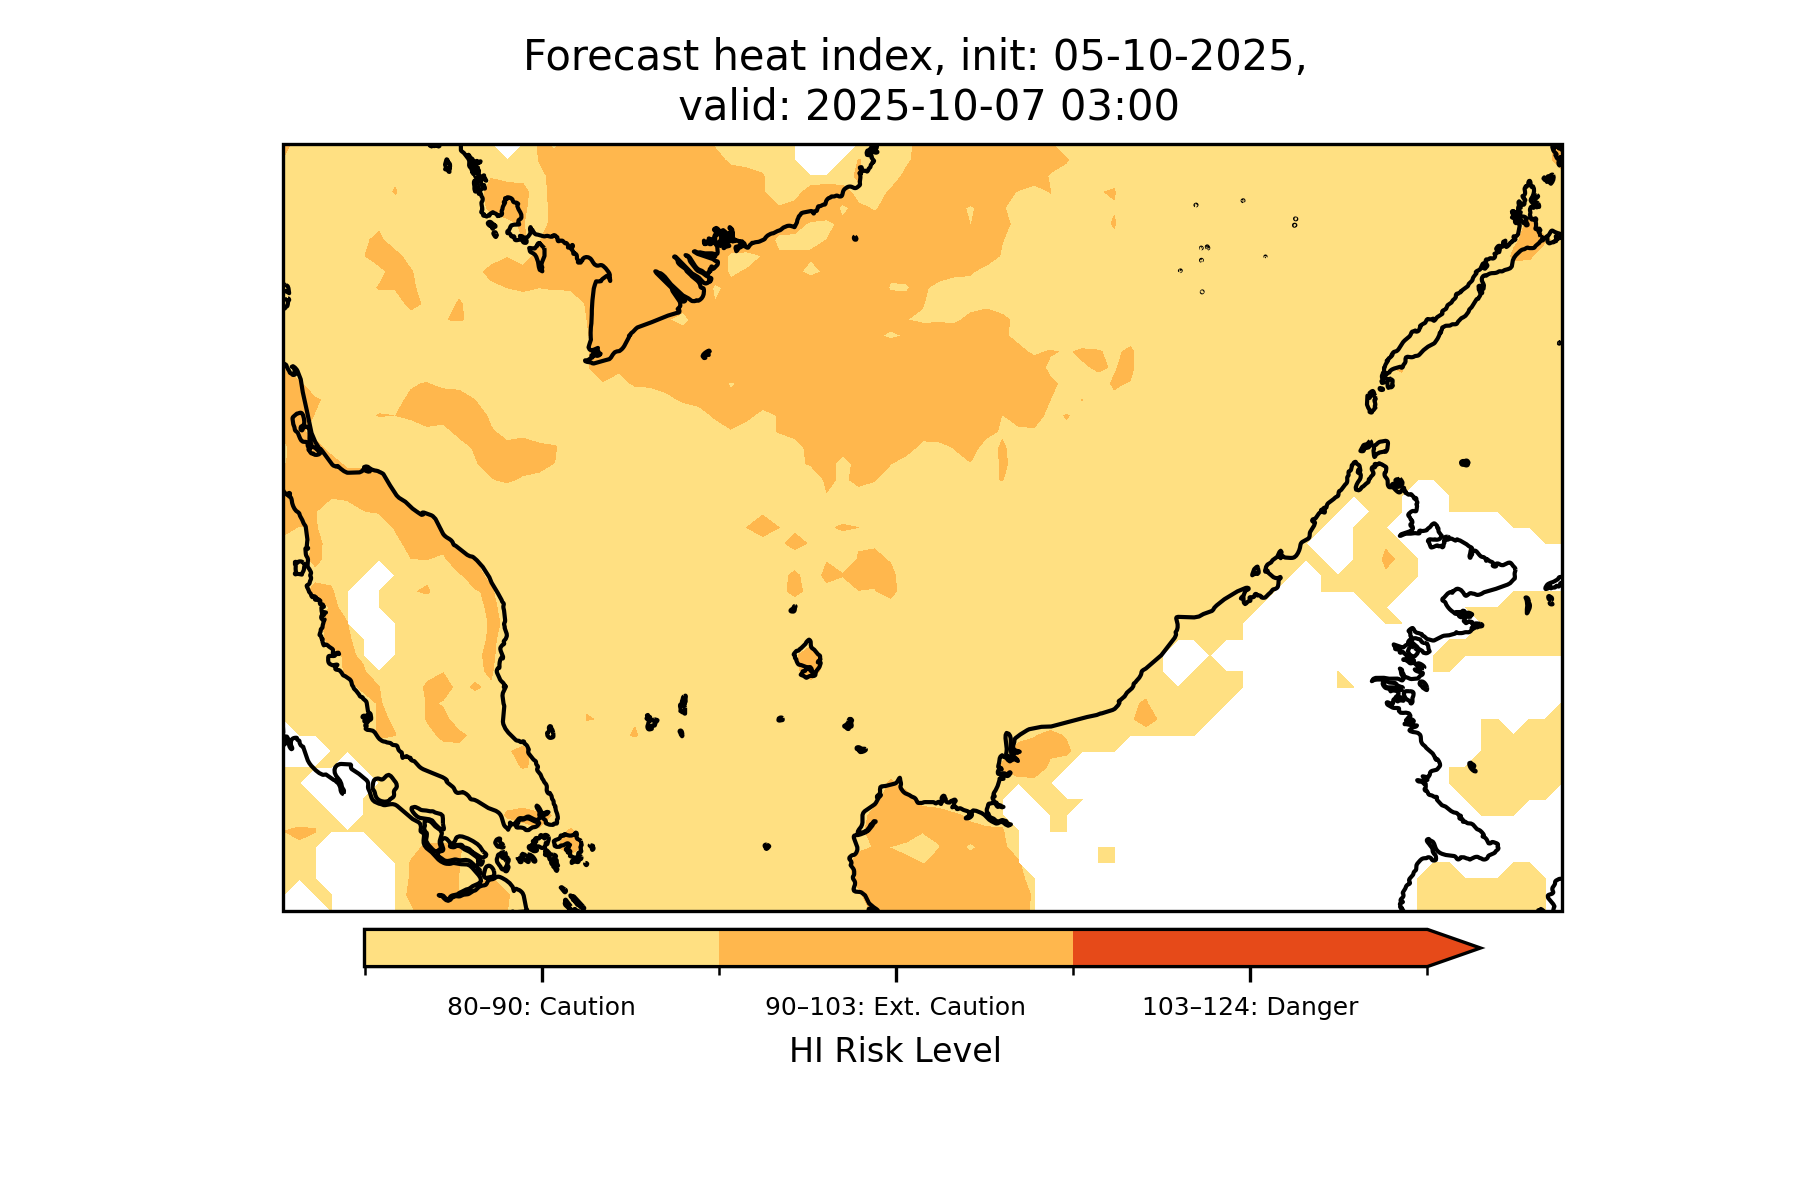 Forecast heat index, init: 05-10-2025,
valid: 2025-10-07 03:00
80–90: Caution
90–103: Ext. Caution
103–124: Danger
HI Risk Level